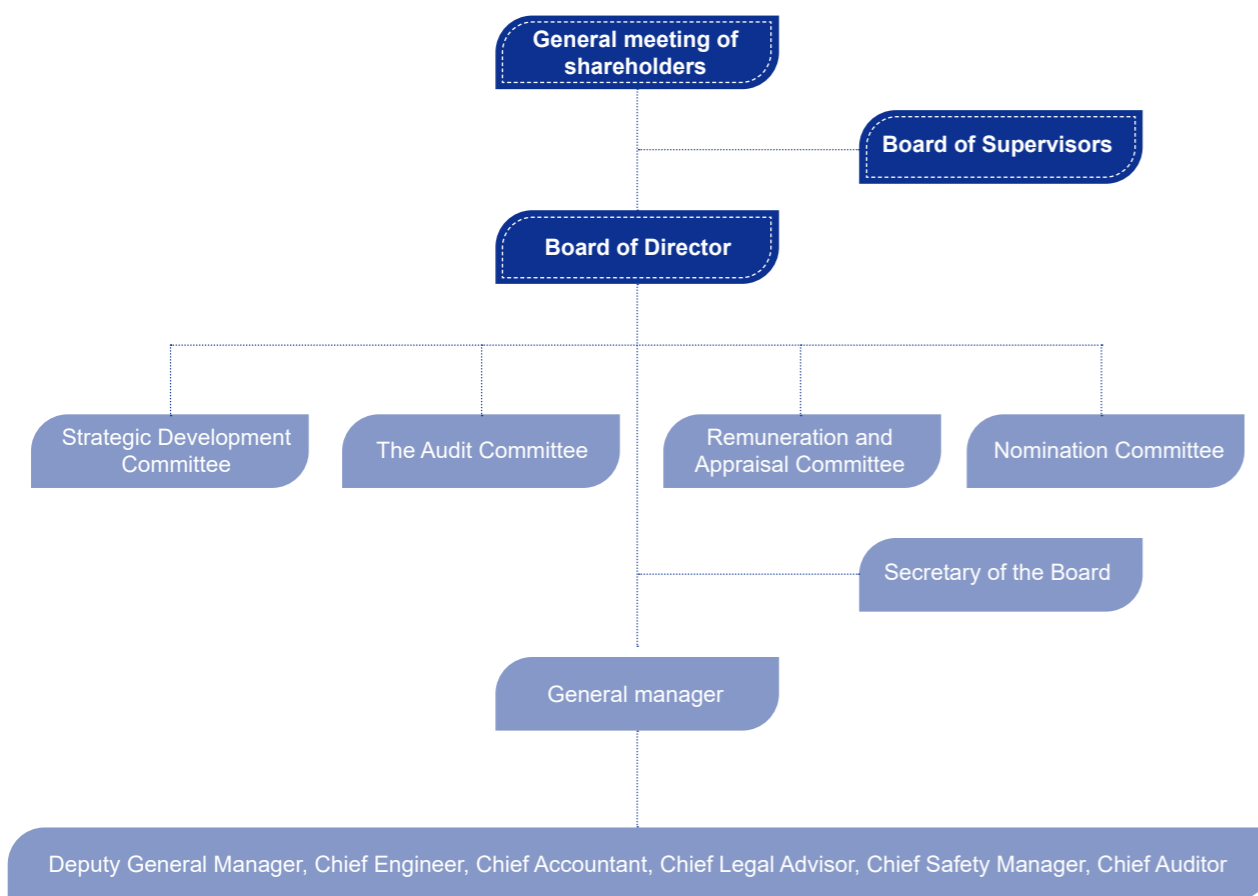 General meeting of
shareholders
Board of Supervisors
Board of Director
Strategic Development
Committee
The Audit Committee
Remuneration and
Appraisal Committee
Nomination Committee
Secretary of the Board
General manager
Deputy General Manager, Chief Engineer, Chief Accountant, Chief Legal Advisor, Chief Safety Manager, Chief Auditor